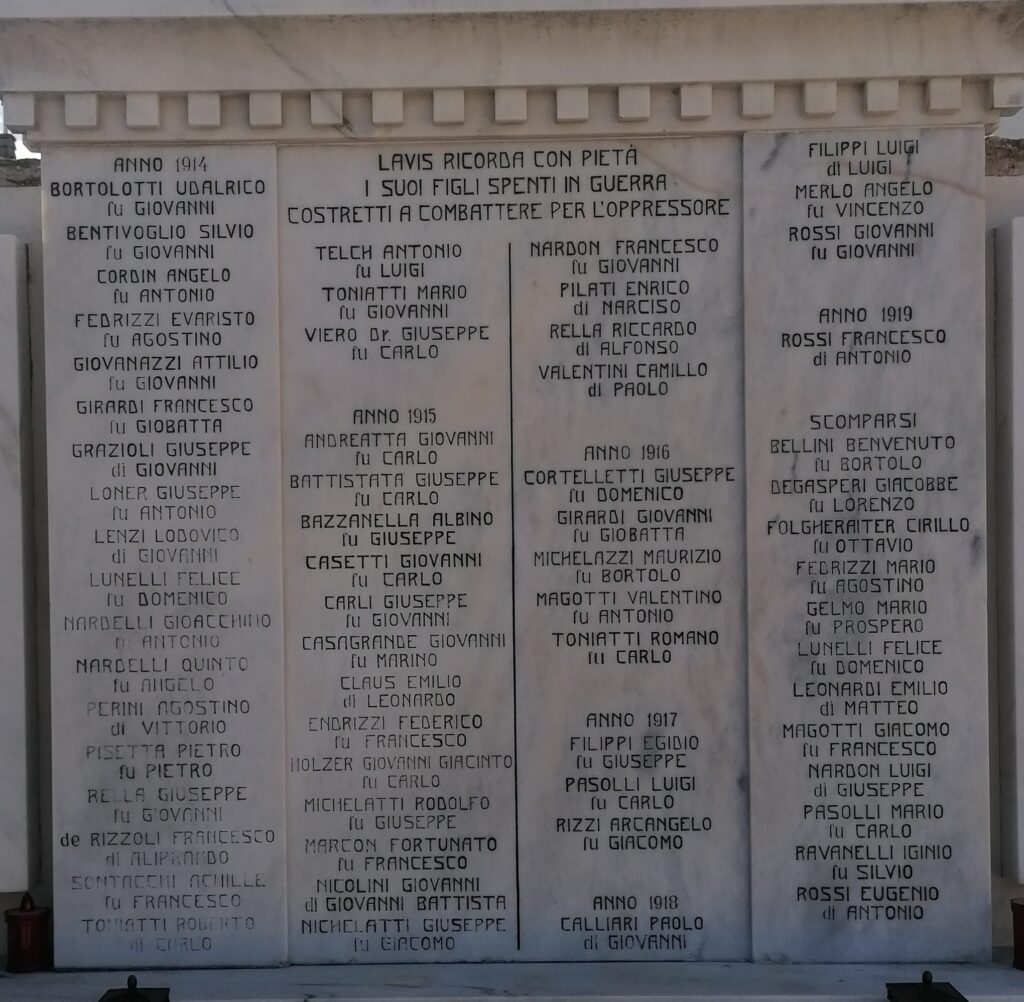 LAVIS RICORDA CON PIETÀ
I SUOI FIGLI SPENTI IN GUERRA
COSTRETTI A COMBATTERE PER L'OPPRESSORE
ANNO 1914
BORTOLOTTI UDALRICO
fu GIOVANNI
BENTIVOGLIO SILVIO
fu GIOVANNI
CORDIN ANGELO
fu ANTONIO
FEDRIZZI EVARISTO
fu AGOSTINO
GIOVANAZZI ATTILIO
fu GIOVANNI
GIRARDI FRANCESCO
fu GIOBATTA
GRAZIOLI GIUSEPPE
di GIOVANNI
LONER GIUSEPPE
fu ANTONIO
LENZI LODOVICO
di GIOVANNI
LUNELLI FELICE
fu DOMENICO
NARDELLI GIOACCHINO
fu ANTONIO
NARDELLI QUINTO
fu ANGELO
PERINI AGOSTINO
di VITTORIO
PISETTA PIETRO
fu PIETRO
RELLA GIUSEPPE
fu GIOVANNI
de RIZZOLI FRANCESCO
di ALIPRANDO
SONTACCHI ACHILLE
fu FRANCESCO
TONIATTI ROBERTO
di CARLO
TELCH ANTONIO
fu LUIGI
TONIATTI MARIO
fu GIOVANNI
VIERO Dr. GIUSEPPE
fu CARLO
ANNO 1915
ANDREATTA GIOVANNI
fu CARLO
BATTISTATA GIUSEPPE
fu CARLO
BAZZANELLA ALBINO
fu GIUSEPPE
CASETTI GIOVANNI
fu CARLO
CARLI GIUSEPPE
fu GIOVANNI
CASAGRANDE GIOVANNI
fu MARINO
CLAUS EMILIO
di LEONARDO
ENDRIZZI FEDERICO
fu FRANCESCO
HOLZER GIOVANNI GIACINTO
fu CARLO
MICHELATTI RODOLFO
fu GIUSEPPE
MARCON FORTUNATO
fu FRANCESCO
NICOLINI GIOVANNI
di GIOVANNI BATTISTA
NICHELATTI GIUSEPPE
fu GIACOMO
NARDON FRANCESCO
fu GIOVANNI
PILATI ENRICO
di NARCISO
RELLA RICCARDO
di ALFONSO
VALENTINI CAMILLO
di PAOLO
ANNO 1916
CORTELLETTI GIUSEPPE
fu DOMENICO
GIRARDI GIOVANNI
fu GIOBATTA
MICHELAZZI MAURIZIO
fu BORTOLO
MAGOTTI VALENTINO
fu ANTONIO
TONIATTI ROMANO
fu CARLO
ANNO 1917
FILIPPI EGIDIO
fu GIUSEPPE
PASOLLI LUIGI
fu CARLO
RIZZI ARCANGELO
fu GIACOMO
ANNO 1918
CALLIARI PAOLO
di GIOVANNI
FILIPPI LUIGI
di LUIGI
MERLO ANGELO
fu VINCENZO
ROSSI GIOVANNI
fu GIOVANNI
ANNO 1919
ROSSI FRANCESCO
di ANTONIO
SCOMPARSI
BELLINI BENVENUTO
fu BORTOLO
DEGASPERI GIACOBBE
fu LORENZO
FOLGHERAITER CIRILLO
fu OTTAVIO
FEDRIZZI MARIO
fu AGOSTINO
GELMO MARIO
fu PROSPERO
LUNELLI FELICE
fu DOMENICO
LEONARDI EMILIO
di MATTEO
MAGOTTI GIACOMO
fu FRANCESCO
NARDON LUIGI
di GIUSEPPE
PASOLLI MARIO
fu CARLO
RAVANELLI IGINIO
fu SILVIO
ROSSI EUGENIO
di ANTONIO